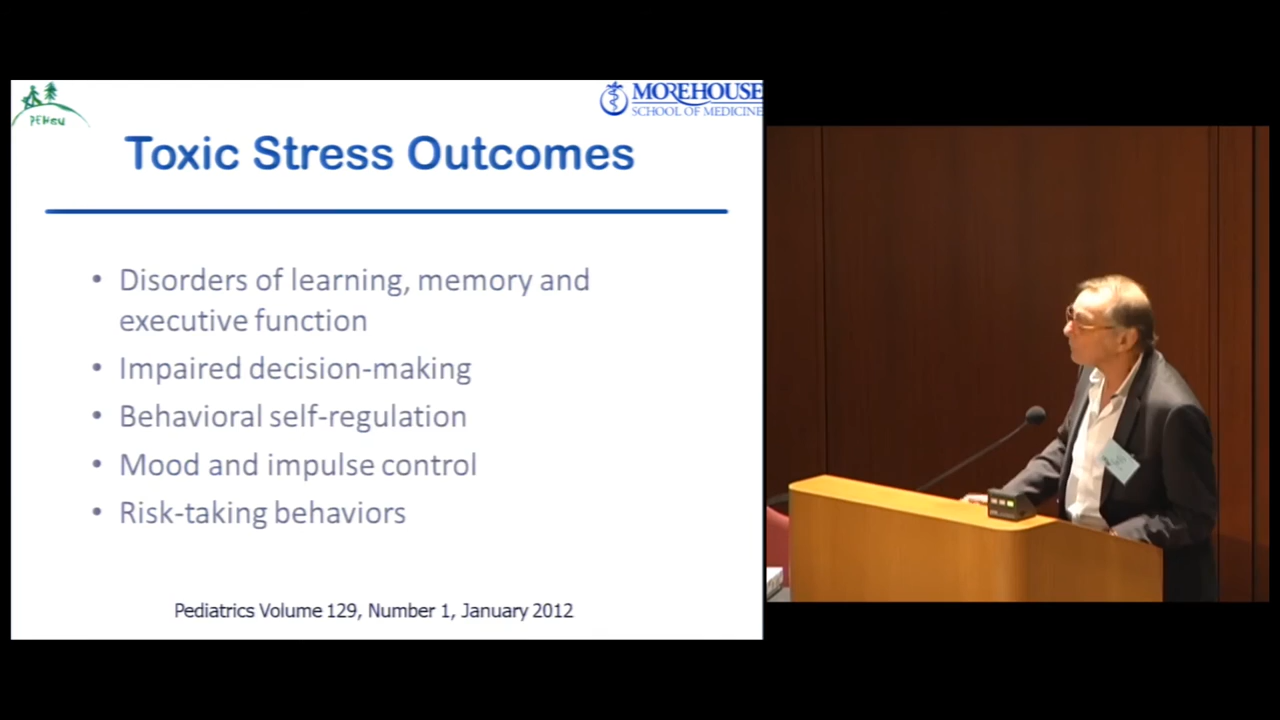 PEHSU
MOREHOUSE
SCHOOL OF MEDICINE
Toxic Stress Outcomes
• Disorders of learning, memory and
executive function
• Impaired decision-making
• Behavioral self-regulation
• Mood and impulse control
• Risk-taking behaviors
Pediatrics Volume 129, Number 1, January 2012